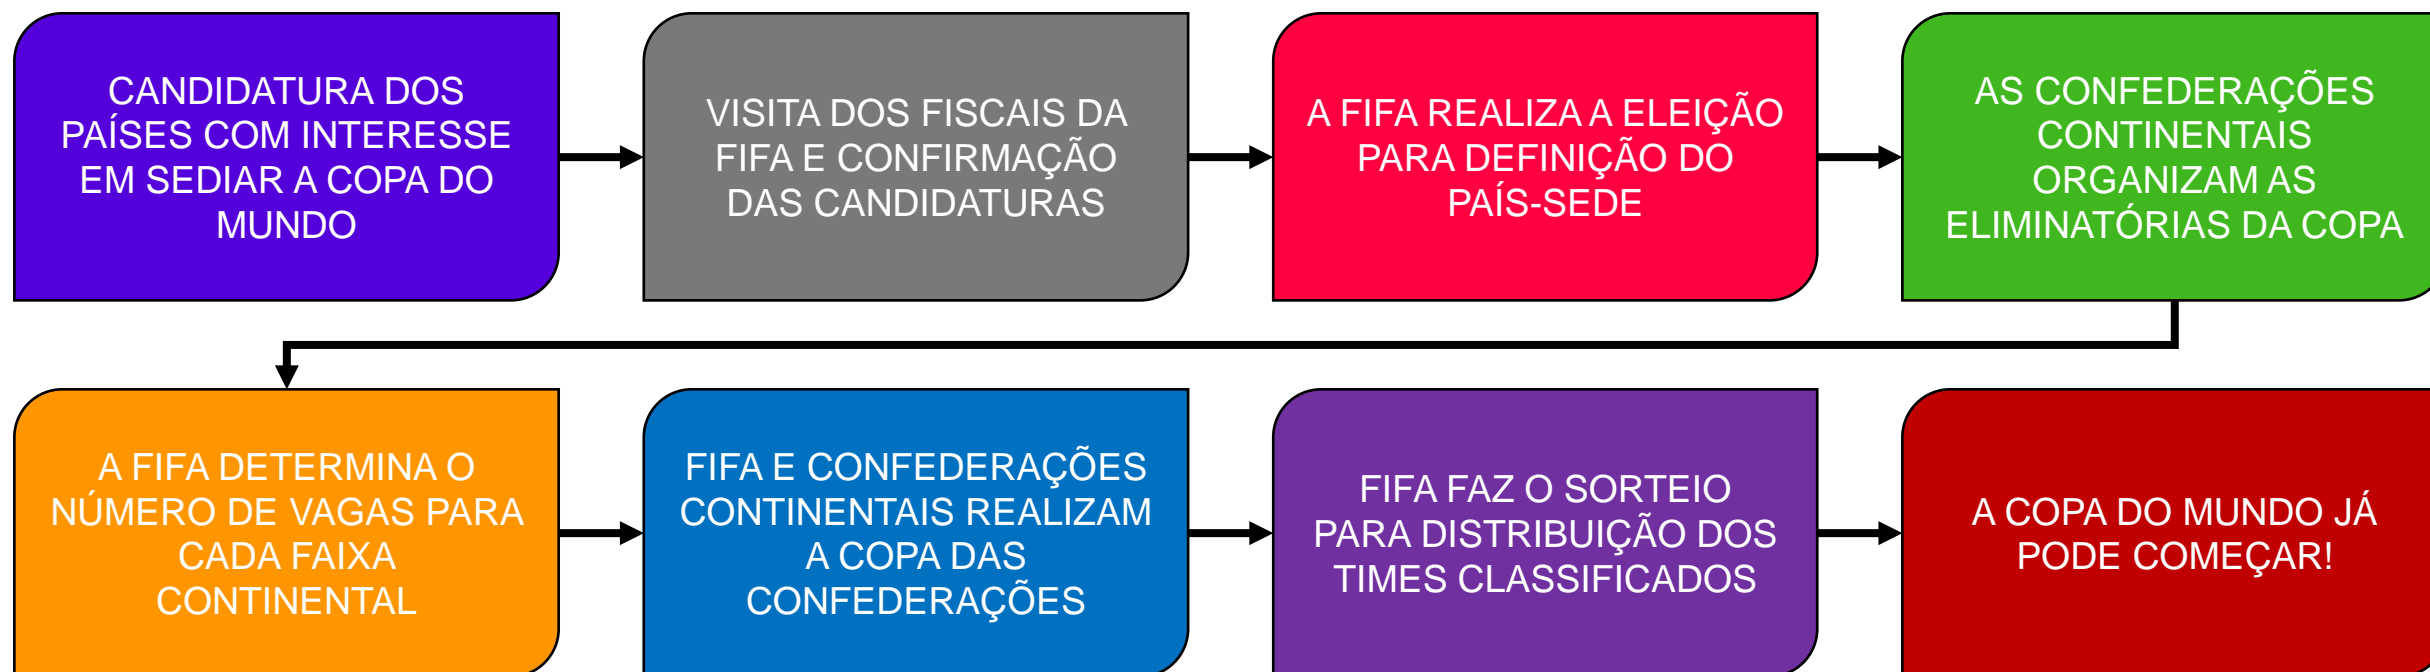 CANDIDATURA DOS
PAÍSES COM INTERESSE
EM SEDIAR A COPA DO
MUNDO
VISITA DOS FISCAIS DA
FIFA E CONFIRMAÇÃO
DAS CANDIDATURAS
A FIFA REALIZA A ELEIÇÃO
PARA DEFINIÇÃO DO
PAÍS-SEDE
AS CONFEDERAÇÕES
CONTINENTAIS
ORGANIZAM AS
ELIMINATÓRIAS DA COPA
A FIFA DETERMINA O
NÚMERO DE VAGAS PARA
CADA FAIXA
CONTINENTAL
FIFA E CONFEDERAÇÕES
CONTINENTAIS REALIZAM
A COPA DAS
CONFEDERAÇÕES
FIFA FAZ O SORTEIO
PARA DISTRIBUIÇÃO DOS
TIMES CLASSIFICADOS
A COPA DO MUNDO JÁ
PODE COMEÇAR!